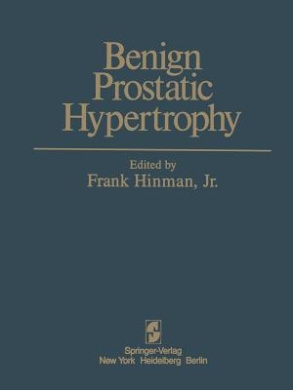 Benign
Prostatic
Hypertrophy
Edited by
Frank Hinman, Jr.
Springer-Verlag
New York Heidelberg Berlin